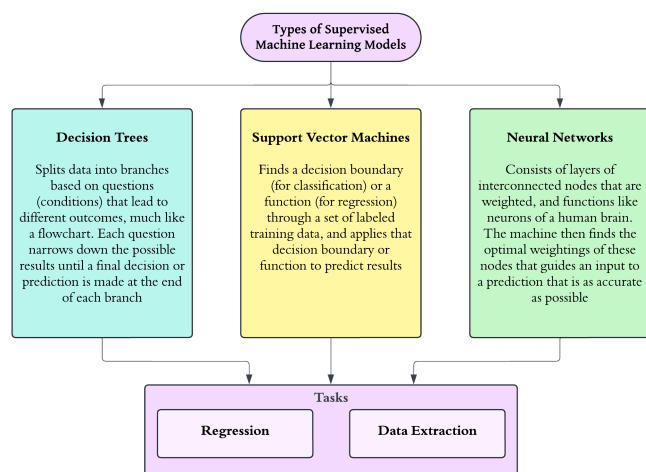 Types of Supervised
Machine Learning Models
Decision Trees
Splits data into branches
based on questions
(conditions) that lead to
different outcomes, much like
a flowchart. Each question
narrows down the possible
results until a final decision or
prediction is made at the end
of each branch
Support Vector Machines
Finds a decision boundary
(for classification) or a
function (for regression)
through a set of labeled
training data, and applies that
decision boundary or
function to predict results
Neural Networks
Consists of layers of
interconnected nodes that are
weighted, and functions like
neurons of a human brain.
The machine then finds the
optimal weightings of these
nodes that guides an input to
a prediction that is as accurate
as possible
Tasks
Regression
Data Extraction